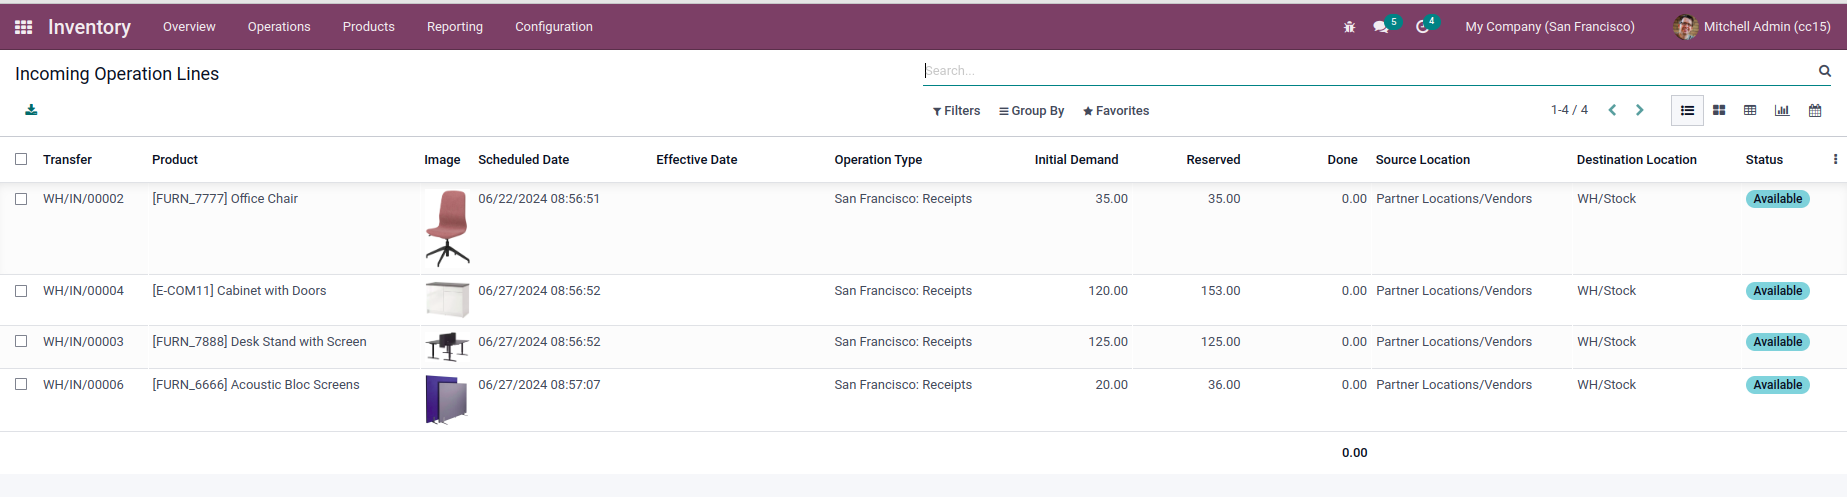 Inventory Overview Operations Products Reporting Configuration 5 4 My Company (San Francisco) Mitchell Admin (cc15)
Incoming Operation Lines Search...
Filters Group By Favorites 1-4 / 4
Transfer Product Image Scheduled Date Effective Date Operation Type Initial Demand Reserved Done Source Location Destination Location Status
WH/IN/00002 [FURN_7777] Office Chair 06/22/2024 08:56:51 San Francisco: Receipts 35.00 35.00 0.00 Partner Locations/Vendors WH/Stock Available
WH/IN/00004 [E-COM11] Cabinet with Doors 06/27/2024 08:56:52 San Francisco: Receipts 120.00 153.00 0.00 Partner Locations/Vendors WH/Stock Available
WH/IN/00003 [FURN_7888] Desk Stand with Screen 06/27/2024 08:56:52 San Francisco: Receipts 125.00 125.00 0.00 Partner Locations/Vendors WH/Stock Available
WH/IN/00006 [FURN_6666] Acoustic Bloc Screens 06/27/2024 08:57:07 San Francisco: Receipts 20.00 36.00 0.00 Partner Locations/Vendors WH/Stock Available
0.00